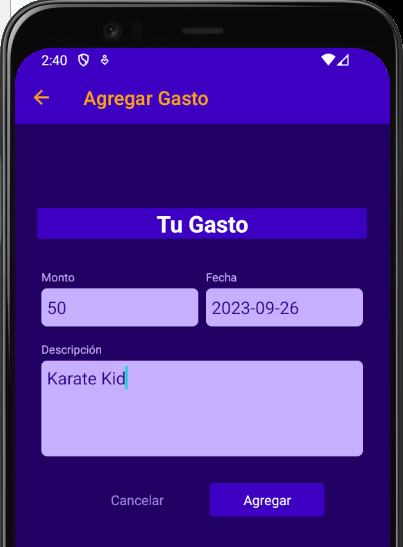 2:40
Agregar Gasto
Tu Gasto
Monto Fecha
50 2023-09-26
Descripción
Karate Kid
Cancelar Agregar